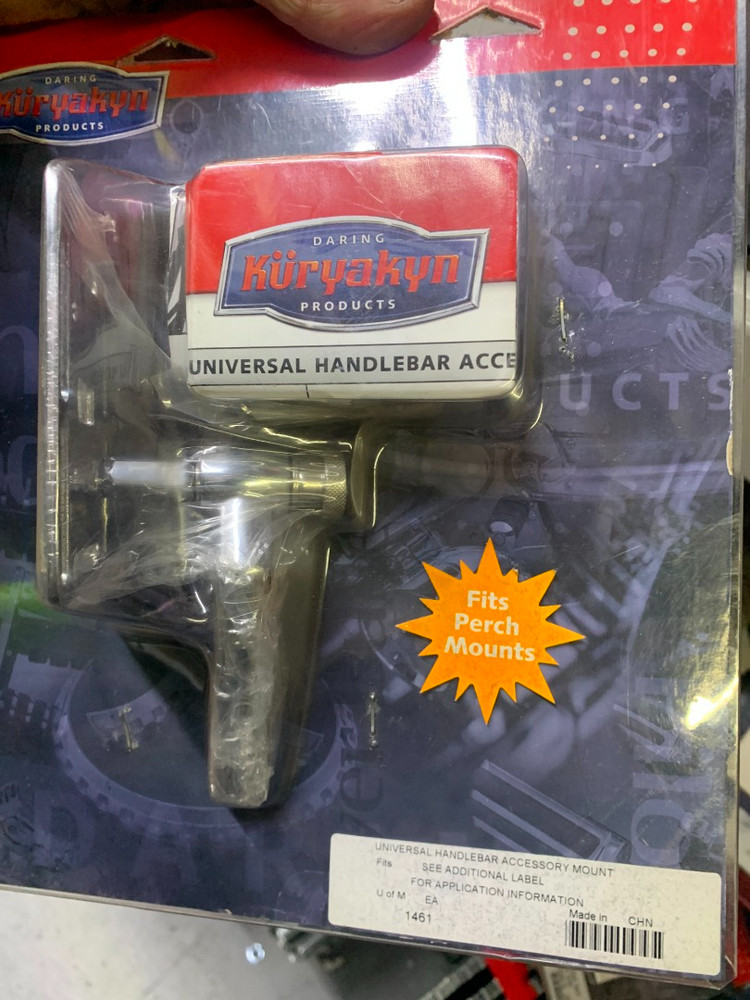 DARING
Küryakyn
PRODUCTS
DARING
Küryakyn
PRODUCTS
UNIVERSAL HANDLEBAR ACCE
UCTS
Fits
Perch
Mounts
UNIVERSAL HANDLEBAR ACCESSORY MOUNT
Fits SEE ADDITIONAL LABEL
FOR APPLICATION INFORMATION
U of M EA
1461 Made in CHN